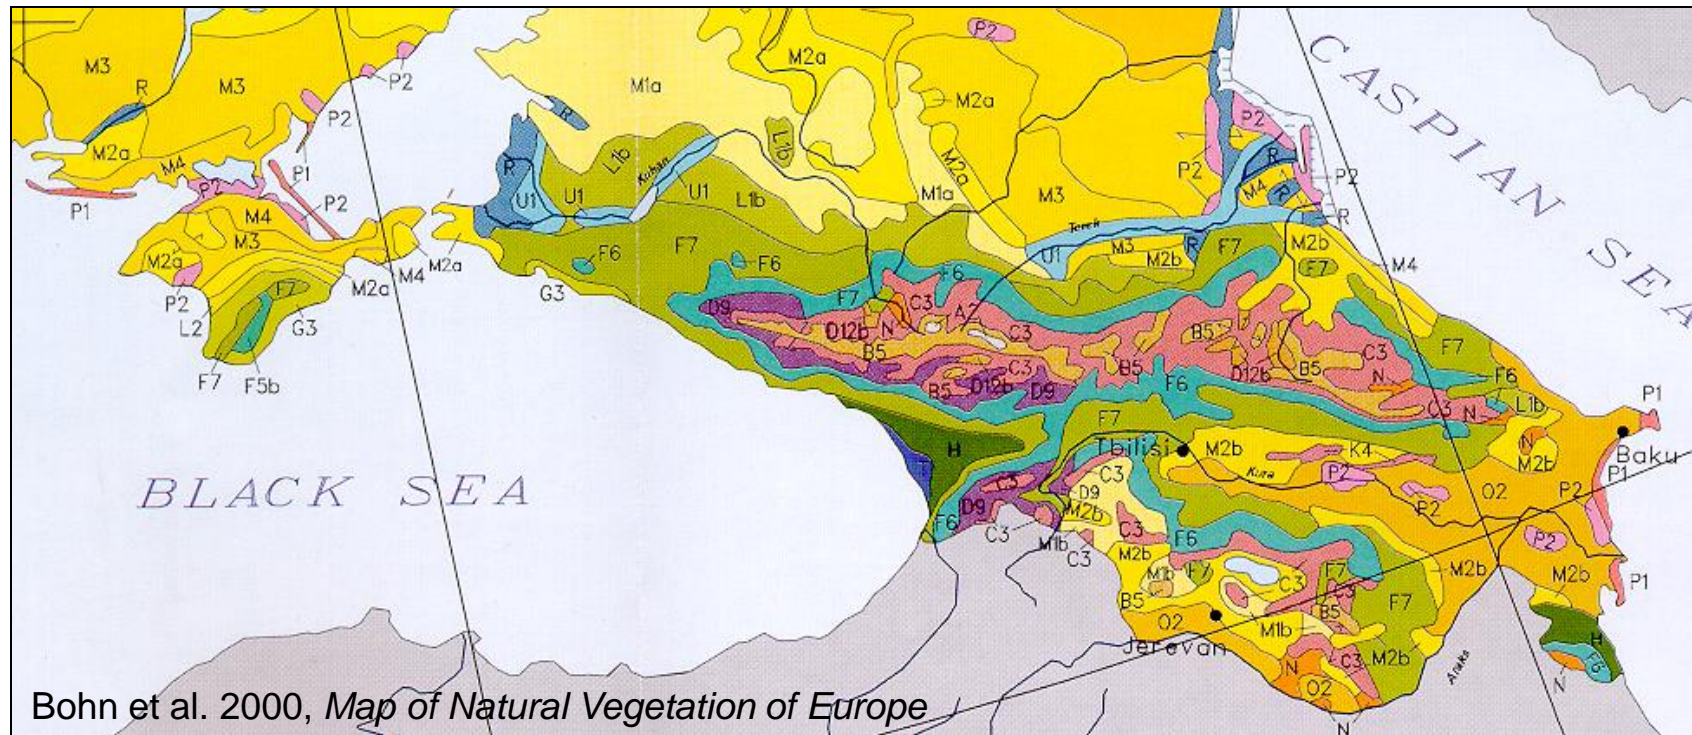 M3
R
M3
P2
P2
M2a
M4
P1
P2
P1
P2
M4
M3
M2a
P2
L2
F7
G3
M2a
M4
F7
F5b
M2a
M1a
R
R
L1b
Kuban
U1
U1
U1
L1b
L1b
M2a
P2
M2a
M2a
M1a
M3
P2
P2
R
M4
R
P2
R
Terek
U1
M3
M2b
R
F7
M2b
F7
M4
CASPIAN SEA
G3
F6
F7
F6
F6
D9
F7
C3
D12b
N
C3
B5
C3
B5
D12b
D9
B5
F6
B5
D12b
B5
C3
N
F7
F6
C3
N
L1b
P1
Baku
P1
N
M2b
BLACK SEA
H
F7
Tbilisi
M2b
Kura
K4
P2
P2
O2
P2
C3
C3
D9
D9
M2b
F6
C3
M1b
C3
C3
F6
M2b
M1b
F7
C3
F7
C3
B5
B5
O2
M1b
Jerevan
F7
M2b
C3
M2b
N
O2
N
P2
M2b
P1
H
N
Bohn et al. 2000, Map of Natural Vegetation of Europe